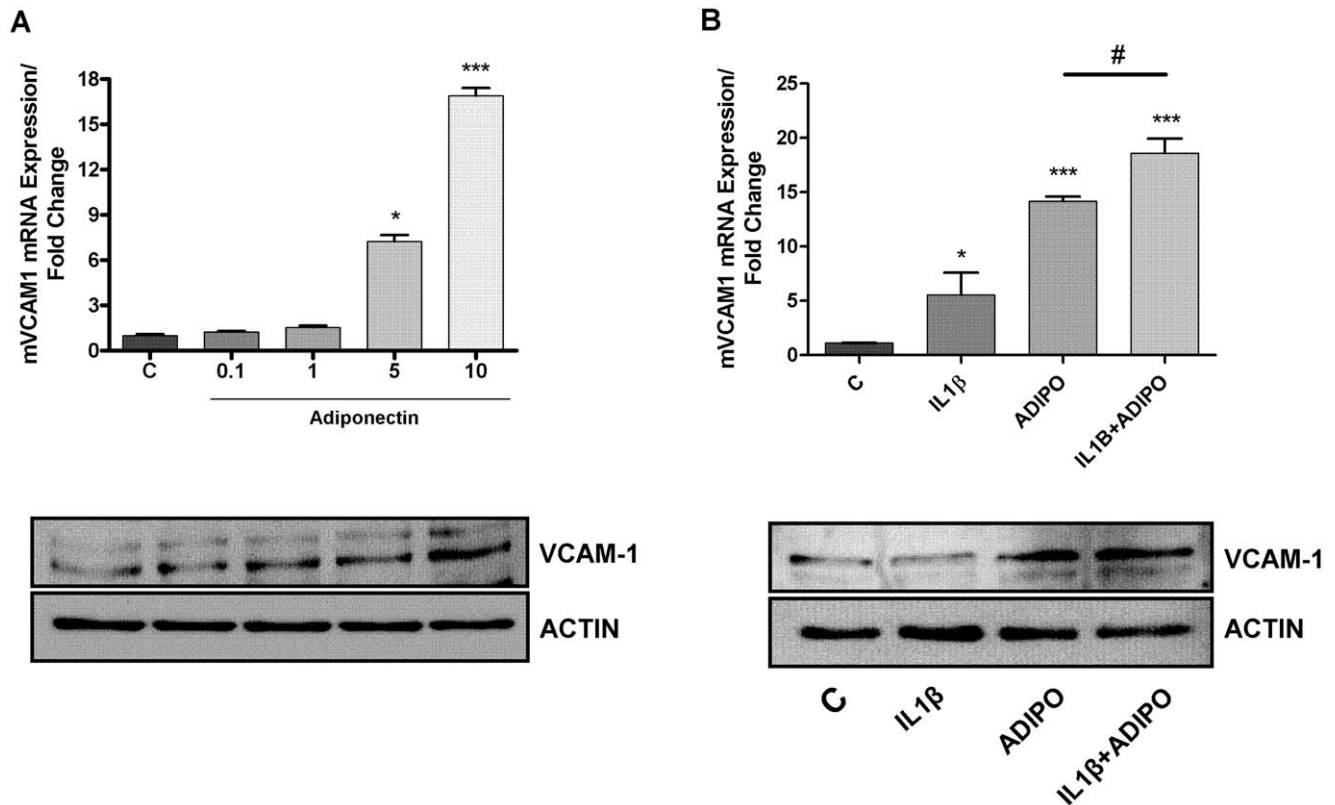 A
mVCAM1 mRNA Expression/
Fold Change
18
15
12
9
6
3
0
*
***
C 0.1 1 5 10
Adiponectin
VCAM-1
ACTIN
B
mVCAM1 mRNA Expression/
Fold Change
25
20
15
10
5
0
*
***
#
***
C IL1β ADIPO IL1B+ADIPO
VCAM-1
ACTIN
C IL1β ADIPO IL1β+ADIPO